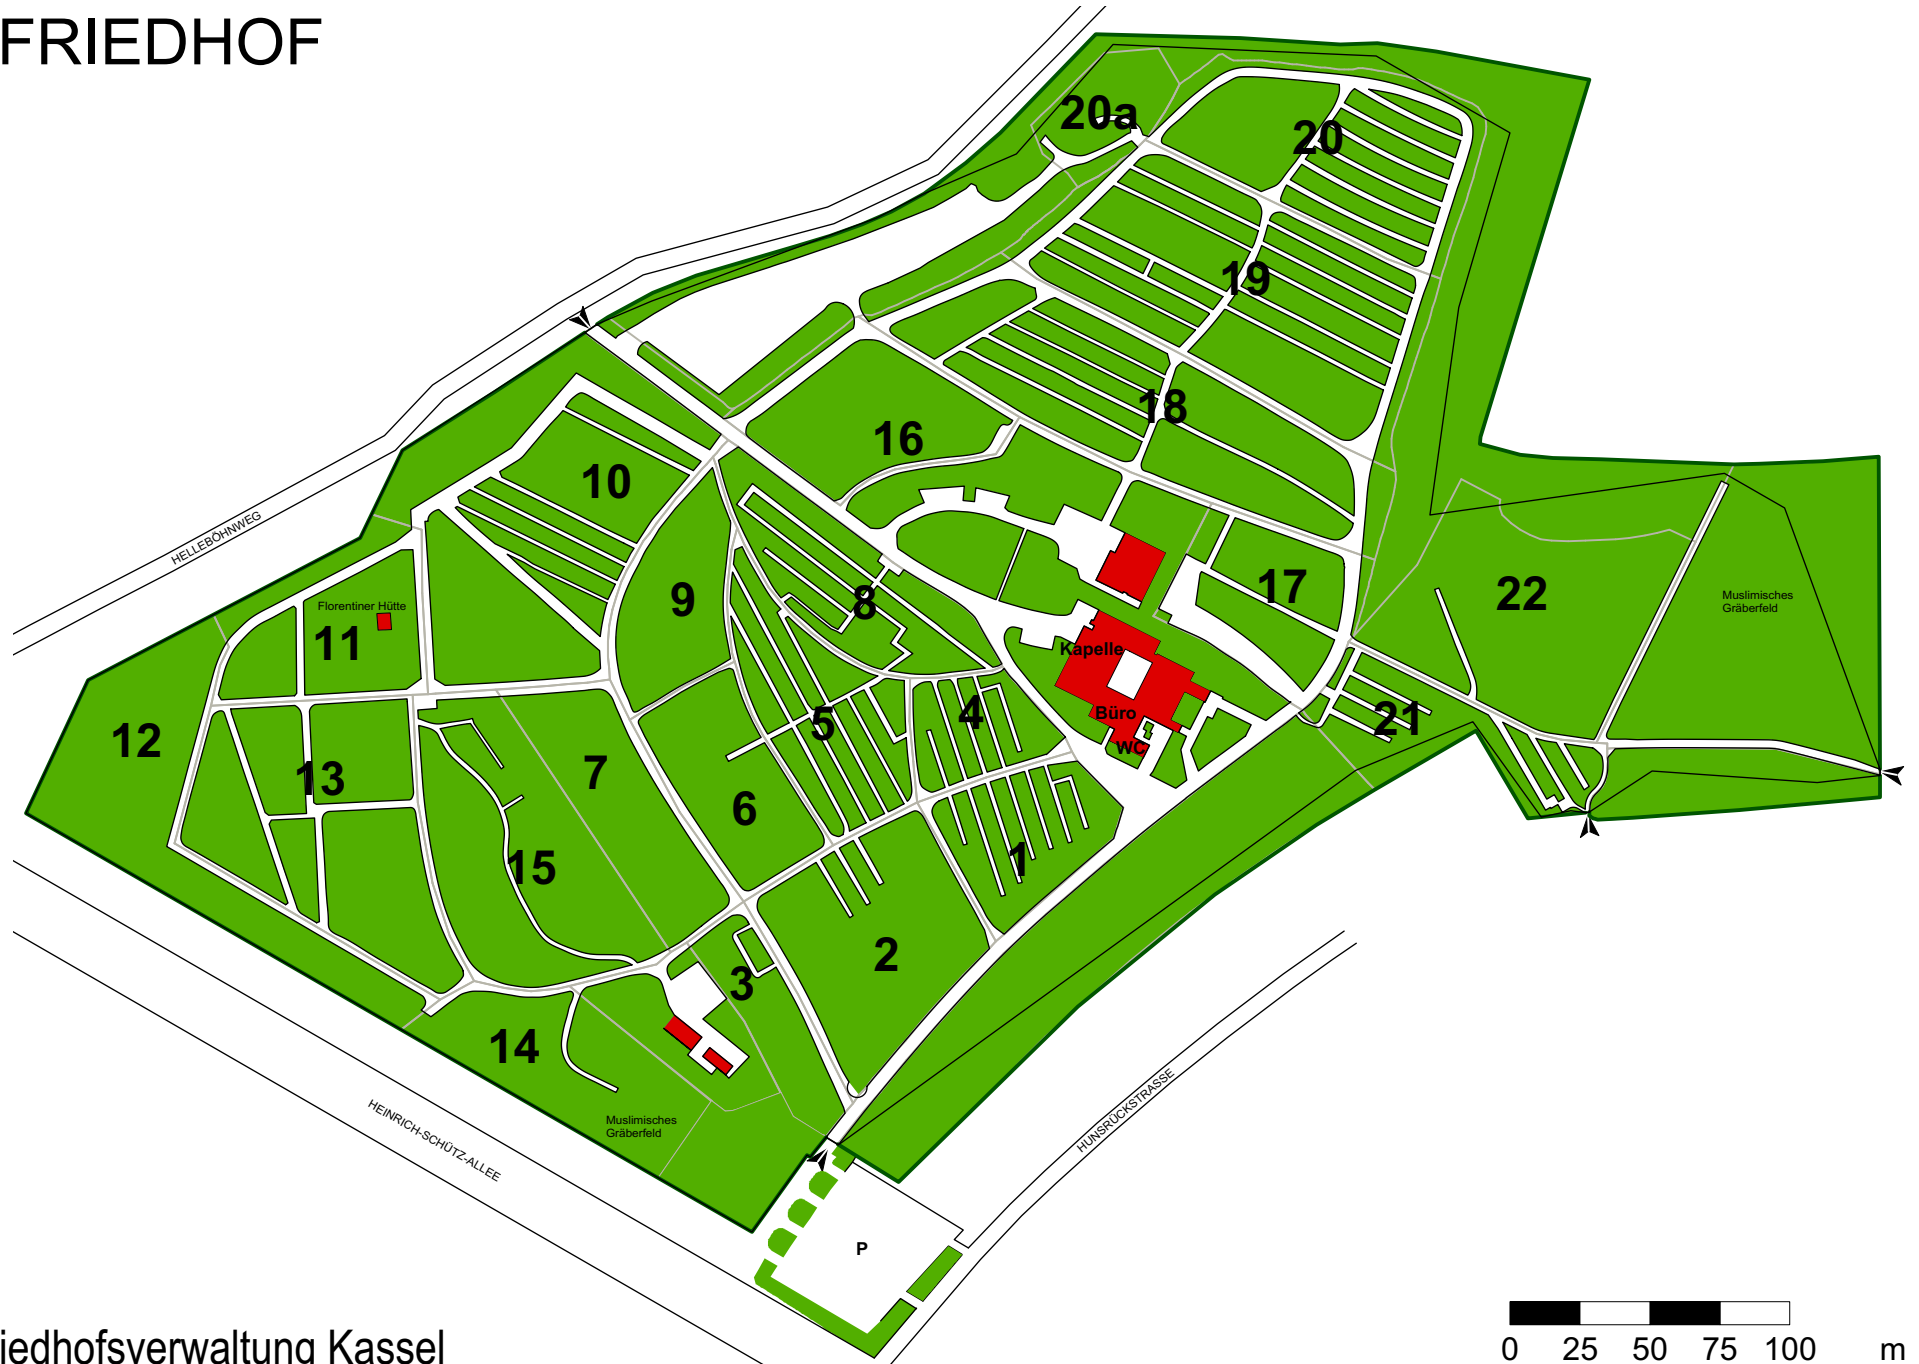 FRIEDHOF
20a
20
19
18
16
10
9
8
17
22
Muslimisches
Gräberfeld
HELLEBÖHNWEG
Florentiner Hütte
11
Kapelle
Büro
WC
21
12
13
7
5
4
6
15
1
2
3
14
Muslimisches
Gräberfeld
HEINRICH-SCHÜTZ-ALLEE
HUNSRÜCKSTRASSE
P
iedhofsverwaltung Kassel
0 25 50 75 100 m